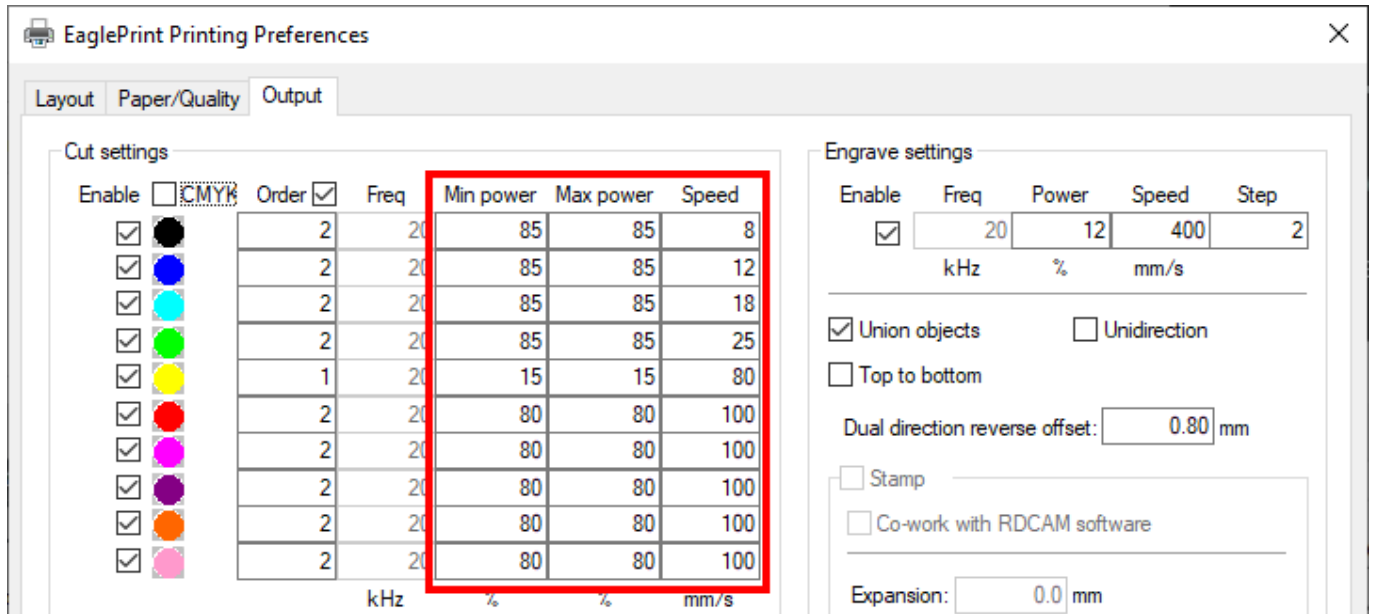 EaglePrint Printing Preferences
Layout Paper/Quality Output
Cut settings
Enable CMYK Order Freq Min power Max power Speed
2 20 85 85 8
2 20 85 85 12
2 20 85 85 18
2 20 85 85 25
1 20 15 15 80
2 20 80 80 100
2 20 80 80 100
2 20 80 80 100
2 20 80 80 100
2 20 80 80 100
kHz % % mm/s
Engrave settings
Enable Freq Power Speed Step
20 12 400 2
kHz % mm/s
Union objects Unidirection
Top to bottom
Dual direction reverse offset: 0.80 mm
Stamp
Co-work with RDCAM software
Expansion: 0.0 mm